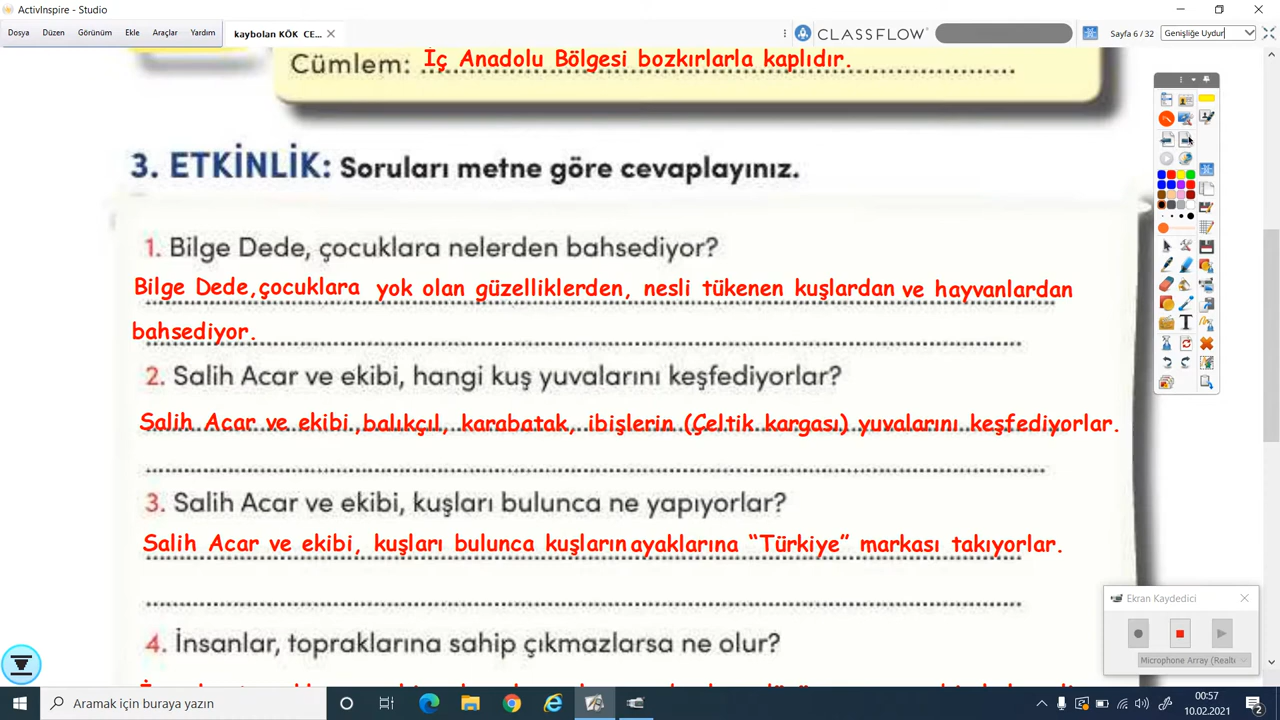 ActivInspire - Studio
Dosya Düzen Görünüm Ekle Araçlar Yardım
kaybolan KÖK CE...
CLASSFLOW
Sayfa 6 / 32
Genişliğe Uydur
Cümlem: İç Anadolu Bölgesi bozkırlarla kaplıdır.
3. ETKİNLİK: Soruları metne göre cevaplayınız.
1. Bilge Dede, çocuklara nelerden bahsediyor?
Bilge Dede, çocuklara yok olan güzelliklerden, nesli tükenen kuşlardan ve hayvanlardan
bahsediyor.
2. Salih Acar ve ekibi, hangi kuş yuvalarını keşfediyorlar?
Salih Acar ve ekibi, balıkçıl, karabatak, ibişlerin (Çeltik kargası) yuvalarını keşfediyorlar.
3. Salih Acar ve ekibi, kuşları bulunca ne yapıyorlar?
Salih Acar ve ekibi, kuşları bulunca kuşların ayaklarına “Türkiye” markası takıyorlar.
4. İnsanlar, topraklarına sahip çıkmazlarsa ne olur?
Ekran Kaydedici
Microphone Array (Realte
Aramak için buraya yazın
00:57
10.02.2021
2